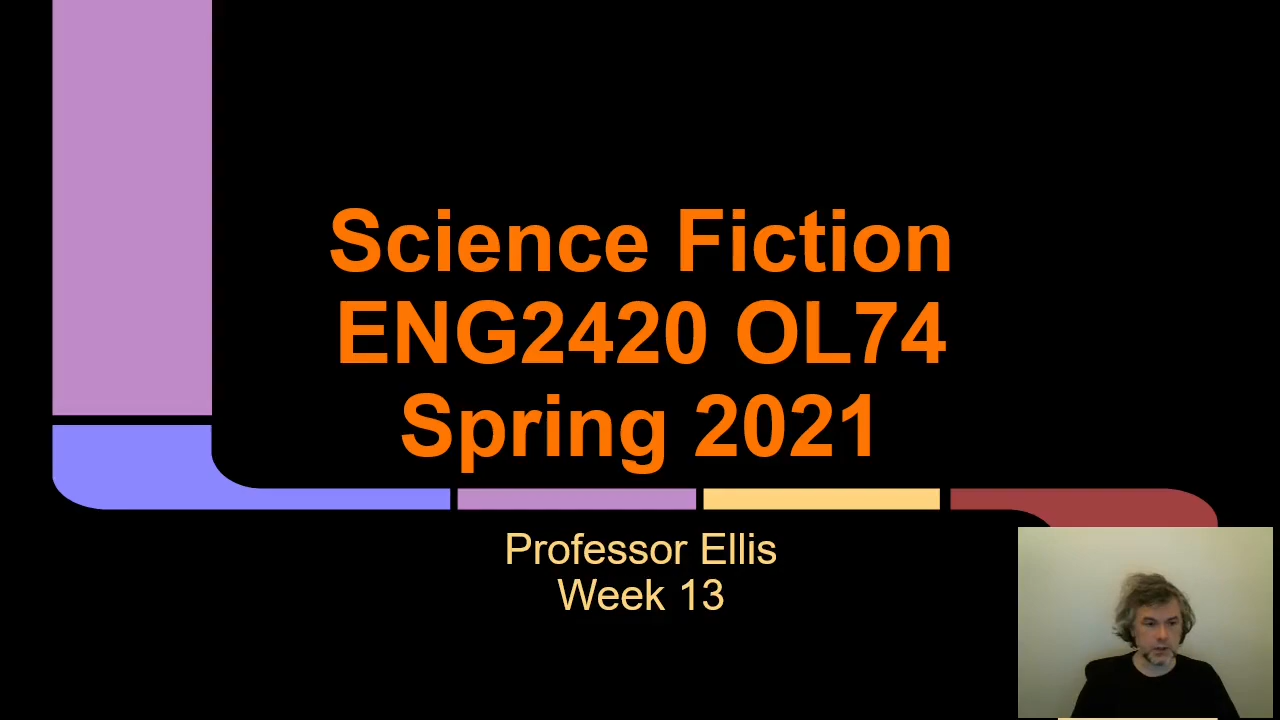 Science Fiction
ENG2420 OL74
Spring 2021
Professor Ellis
Week 13